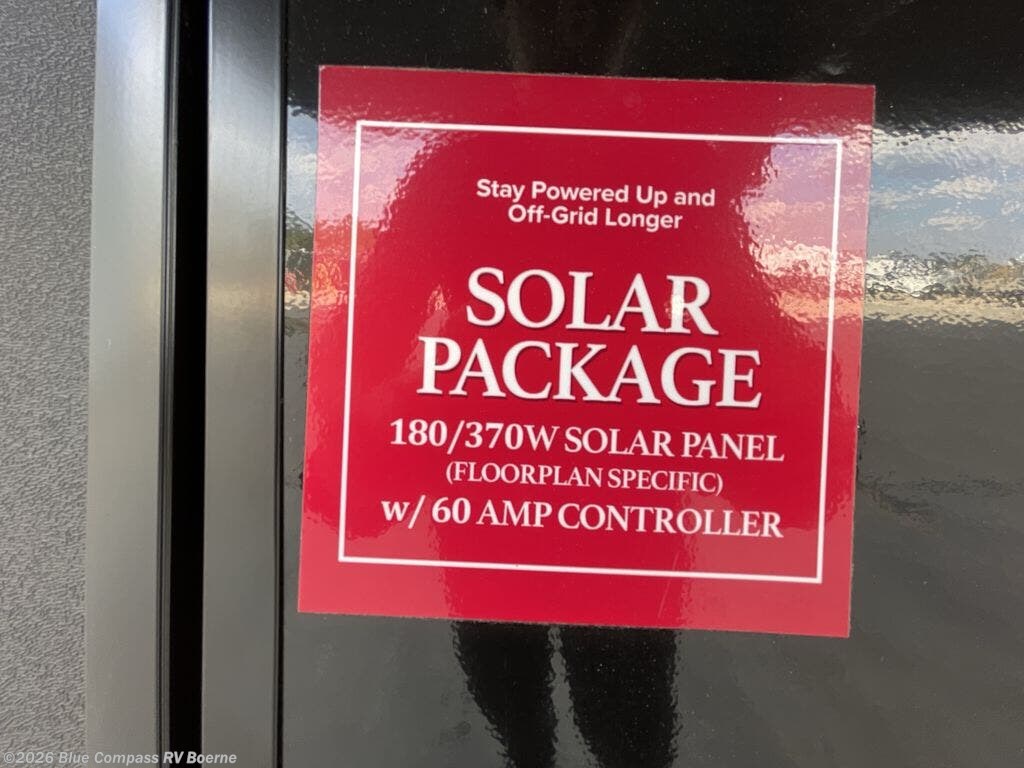 Stay Powered Up and
Off-Grid Longer
SOLAR
PACKAGE
180/370W SOLAR PANEL
(FLOORPLAN SPECIFIC)
w/ 60 AMP CONTROLLER
©2026 Blue Compass RV Boerne